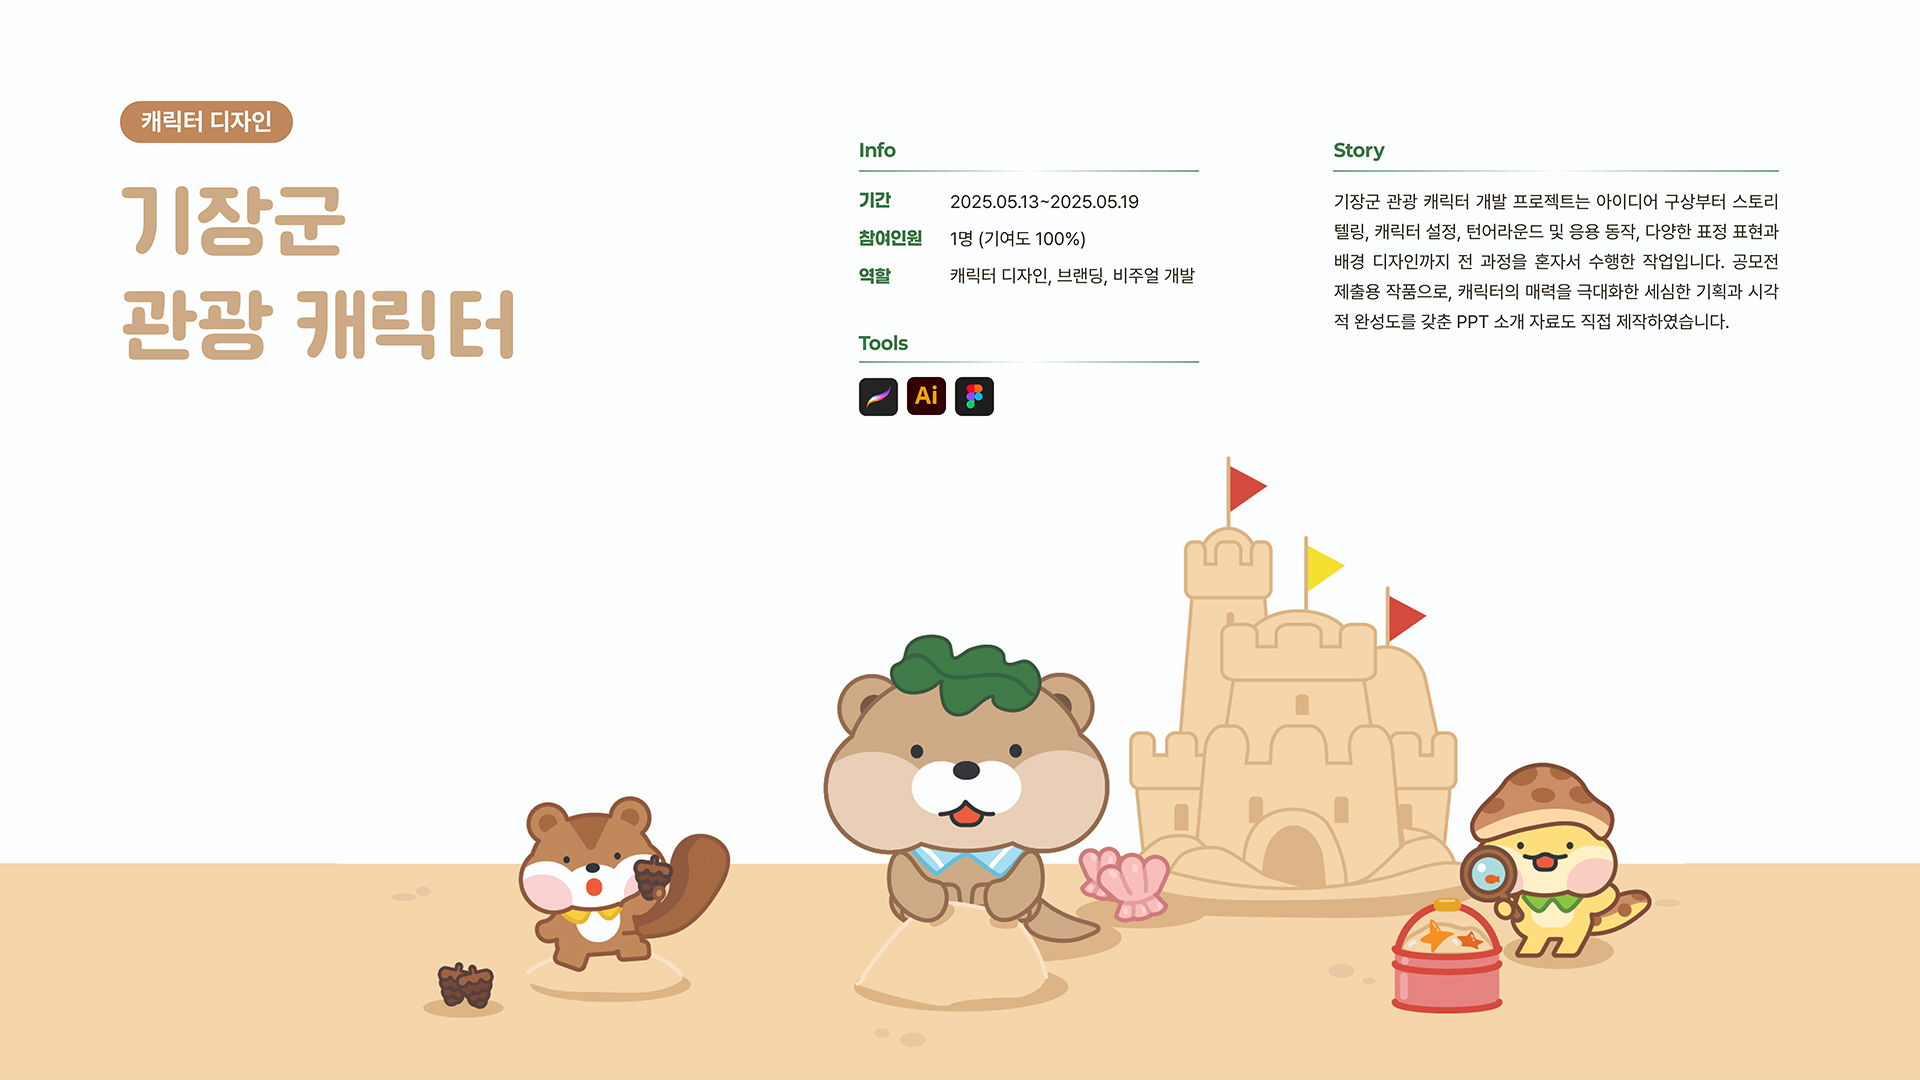 캐릭터 디자인
기장군
관광 캐릭터
Info
기간 2025.05.13~2025.05.19
참여인원 1명 (기여도 100%)
역할 캐릭터 디자인, 브랜딩, 비주얼 개발
Tools
Ai
Story
기장군 관광 캐릭터 개발 프로젝트는 아이디어 구상부터 스토리
텔링, 캐릭터 설정, 턴어라운드 및 응용 동작, 다양한 표정 표현과
배경 디자인까지 전 과정을 혼자서 수행한 작업입니다. 공모전
제출용 작품으로, 캐릭터의 매력을 극대화한 세심한 기획과 시각
적 완성도를 갖춘 PPT 소개 자료도 직접 제작하였습니다.